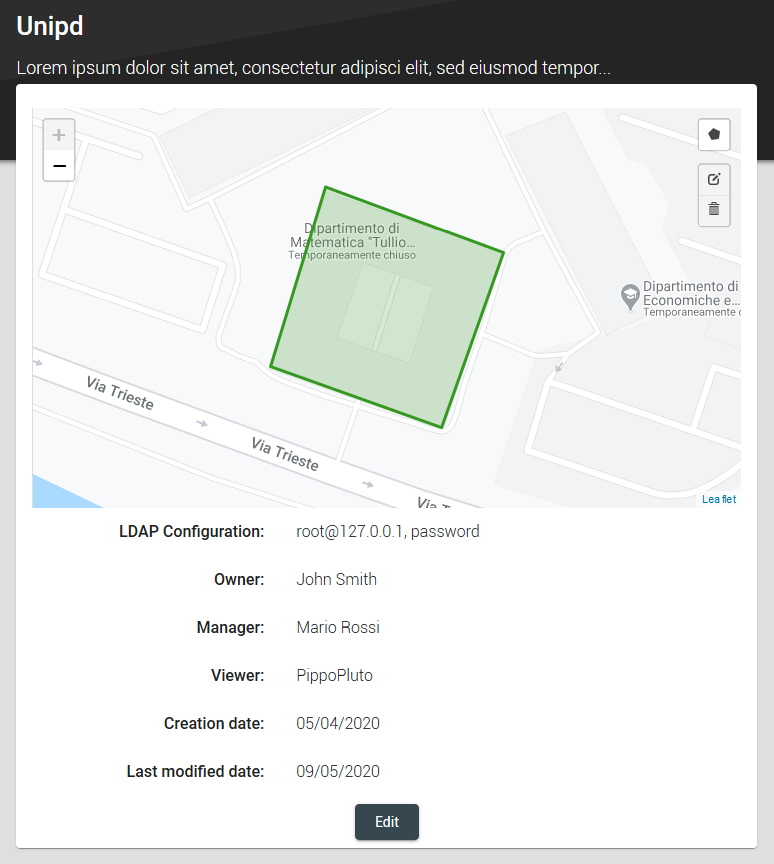 Unipd
Lorem ipsum dolor sit amet, consectetur adipisci elit, sed eiusmod tempor...
+
−
Dipartimento di
Matematica "Tullio...
Temporaneamente chiuso
Dipartimento di
Economiche e...
Temporaneamente c
Via Trieste
Via Trieste
Via T
Leaflet
LDAP Configuration: root@127.0.0.1, password
Owner: John Smith
Manager: Mario Rossi
Viewer: PippoPluto
Creation date: 05/04/2020
Last modified date: 09/05/2020
Edit